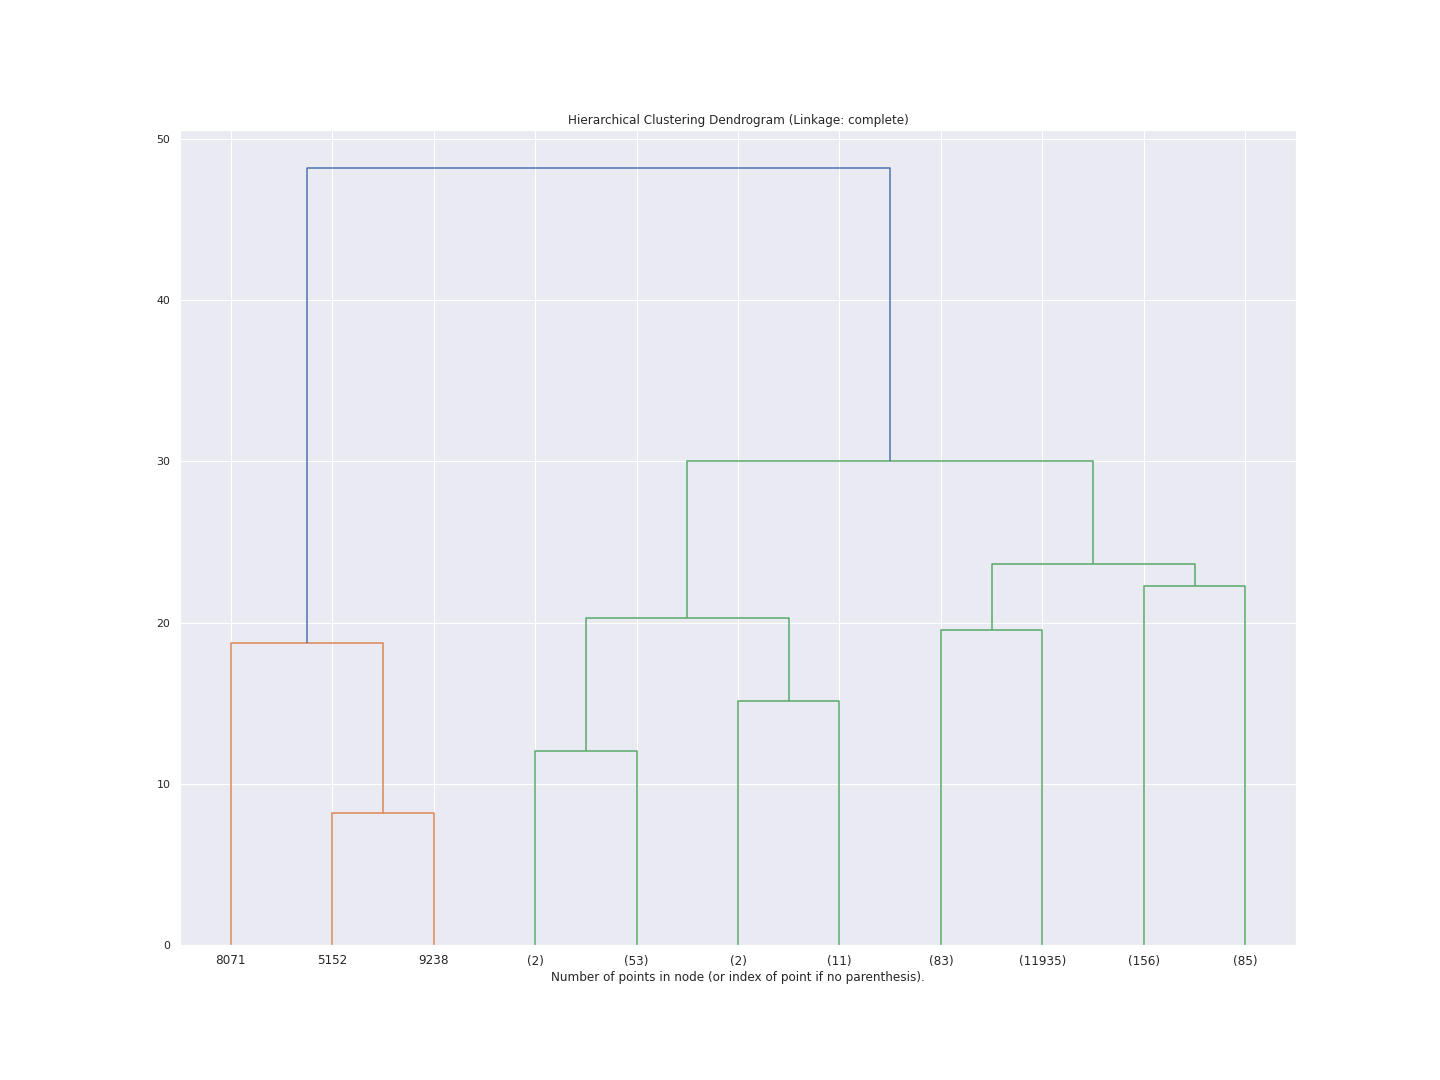 Hierarchical Clustering Dendrogram (Linkage: complete)
50
40
30
20
10
0
8071 5152 9238 (2) (53) (2) (11) (83) (11935) (156) (85)
Number of points in node (or index of point if no parenthesis).